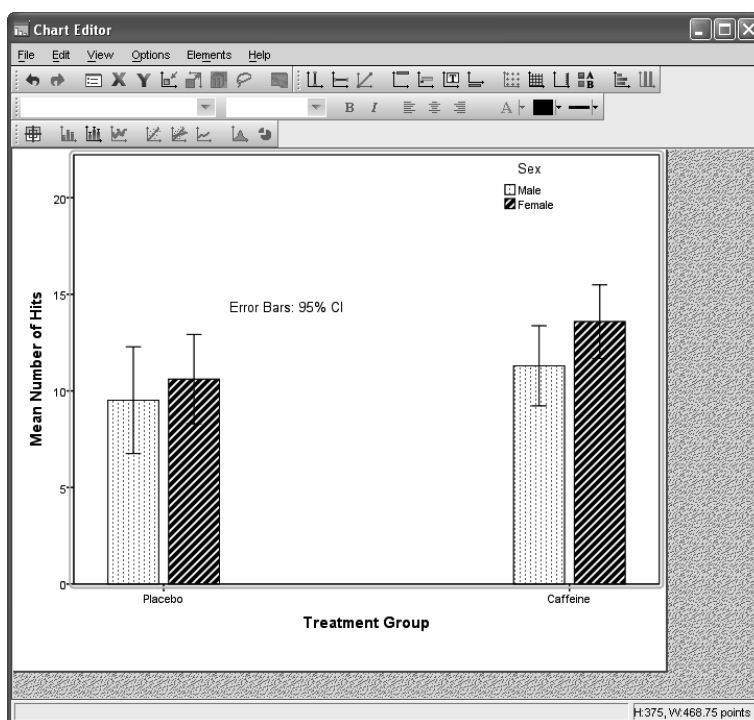 Chart Editor
File Edit View Options Elements Help
X Y
B I A
Sex
Male
Female
Error Bars: 95% CI
Mean Number of Hits
20
15
10
5
0
Placebo Caffeine
Treatment Group
H:375, W:468.75 points